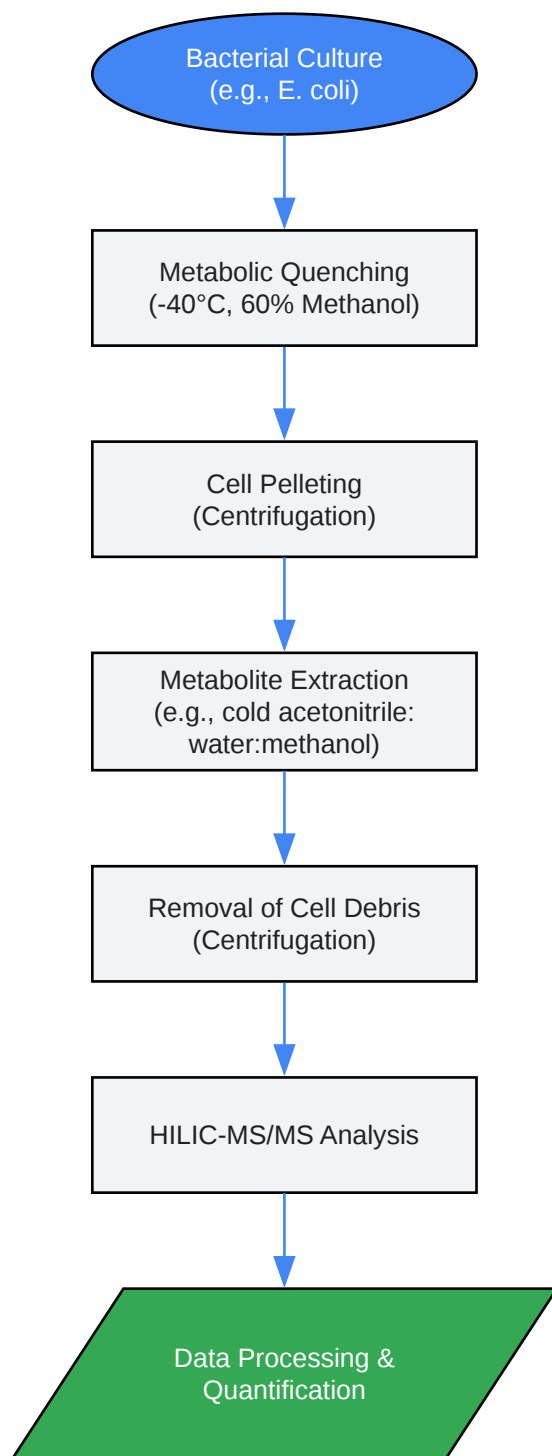 Bacterial Culture
(e.g., E. coli)
Metabolic Quenching
(-40°C, 60% Methanol)
Cell Pelleting
(Centrifugation)
Metabolite Extraction
(e.g., cold acetonitrile:
water:methanol)
Removal of Cell Debris
(Centrifugation)
HILIC-MS/MS Analysis
Data Processing &
Quantification